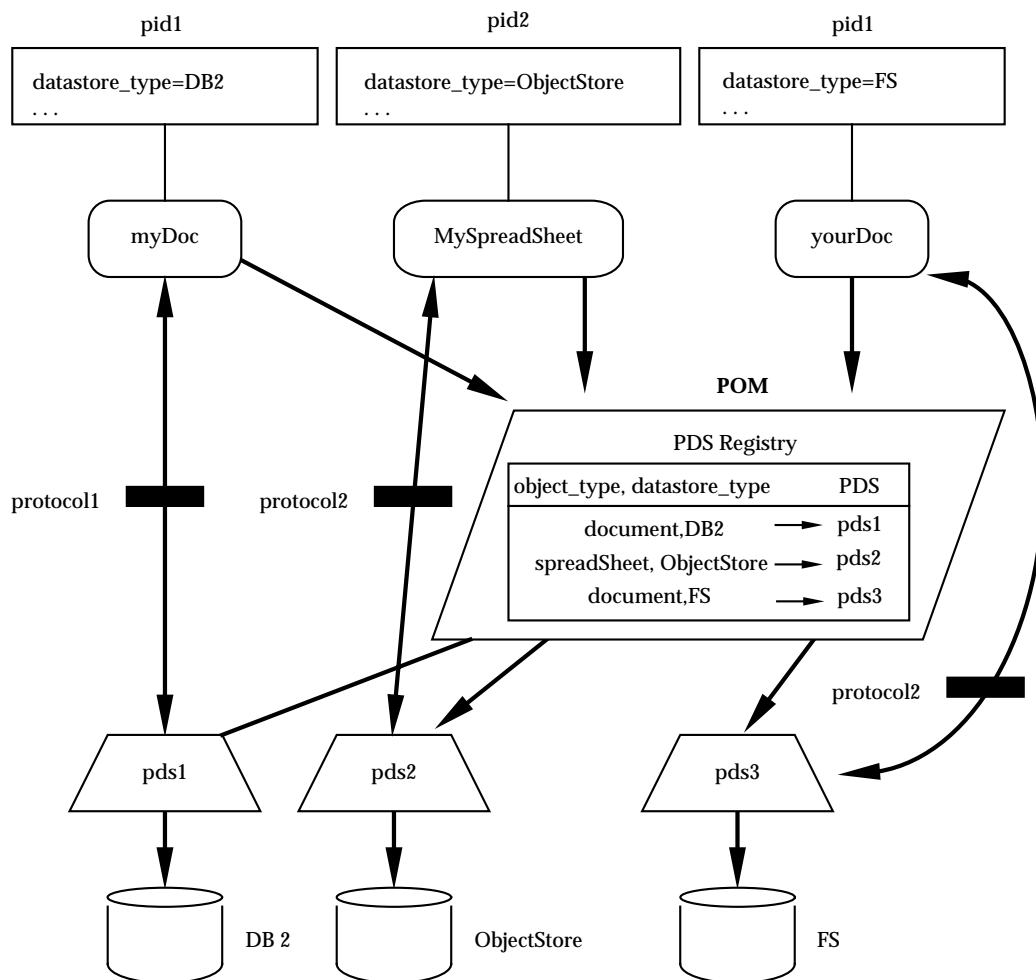 pid1
pid2
pid1
datastore_type=DB2
. . .
datastore_type=ObjectStore
...
datastore_type=FS
...
myDoc
MySpreadSheet
yourDoc
POM
PDS Registry
object_type, datastore_type PDS
document,DB2 pds1
spreadSheet, ObjectStore pds2
document,FS pds3
protocol1
protocol2
protocol2
pds1
pds2
pds3
DB 2
ObjectStore
FS